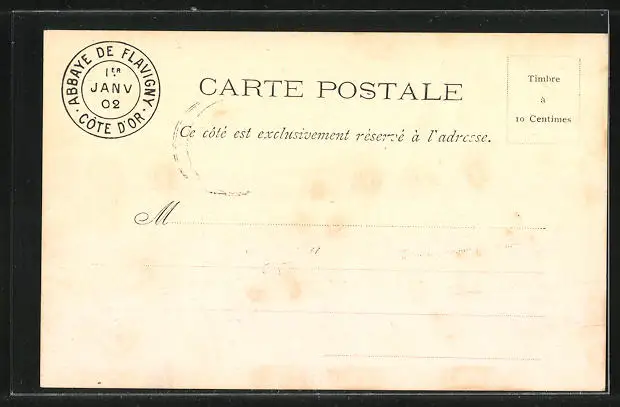 ABBAYE DE FLAVIGNY
1ER
JANV
02
· CÔTE D'OR ·
CARTE POSTALE
Ce côté est exclusivement réservé à l'adresse.
Timbre
à
10 Centimes
M